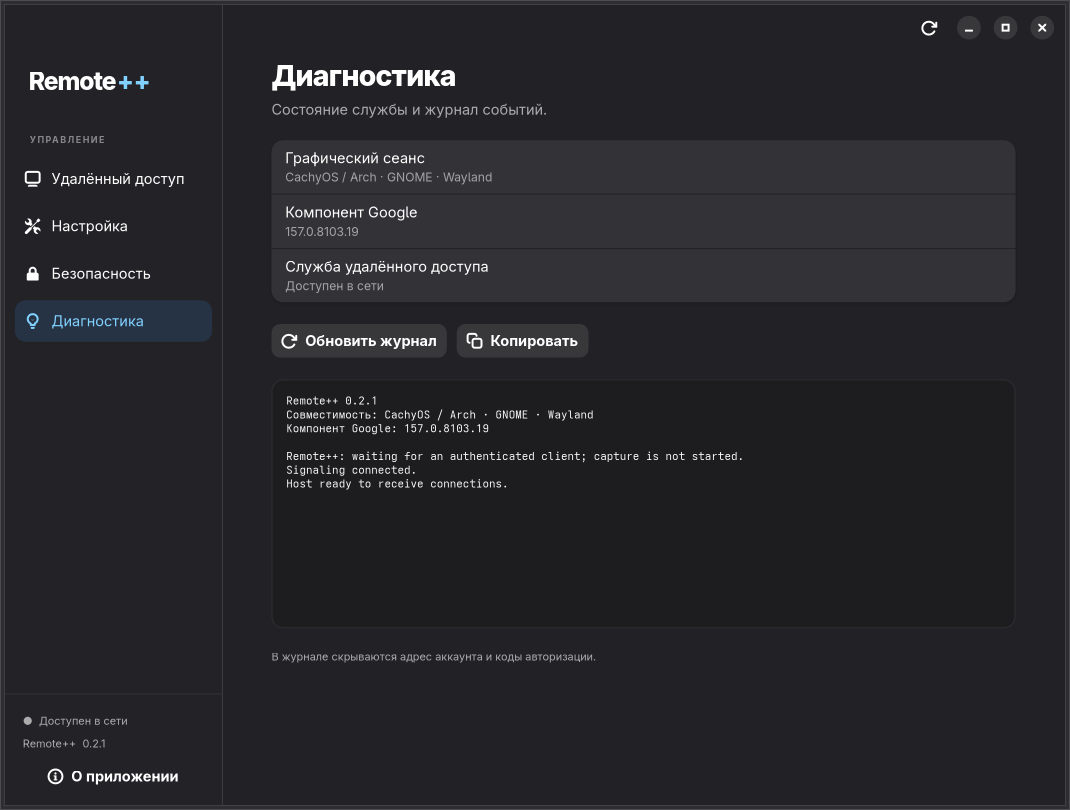 Remote++
УПРАВЛЕНИЕ
Удалённый доступ
Настройка
Безопасность
Диагностика
Доступен в сети
Remote++ 0.2.1
О приложении
Диагностика
Состояние службы и журнал событий.
Графический сеанс
CachyOS / Arch · GNOME · Wayland
Компонент Google
157.0.8103.19
Служба удалённого доступа
Доступен в сети
Обновить журнал
Копировать
Remote++ 0.2.1
Совместимость: CachyOS / Arch · GNOME · Wayland
Компонент Google: 157.0.8103.19
Remote++: waiting for an authenticated client; capture is not started.
Signaling connected.
Host ready to receive connections.
В журнале скрываются адрес аккаунта и коды авторизации.